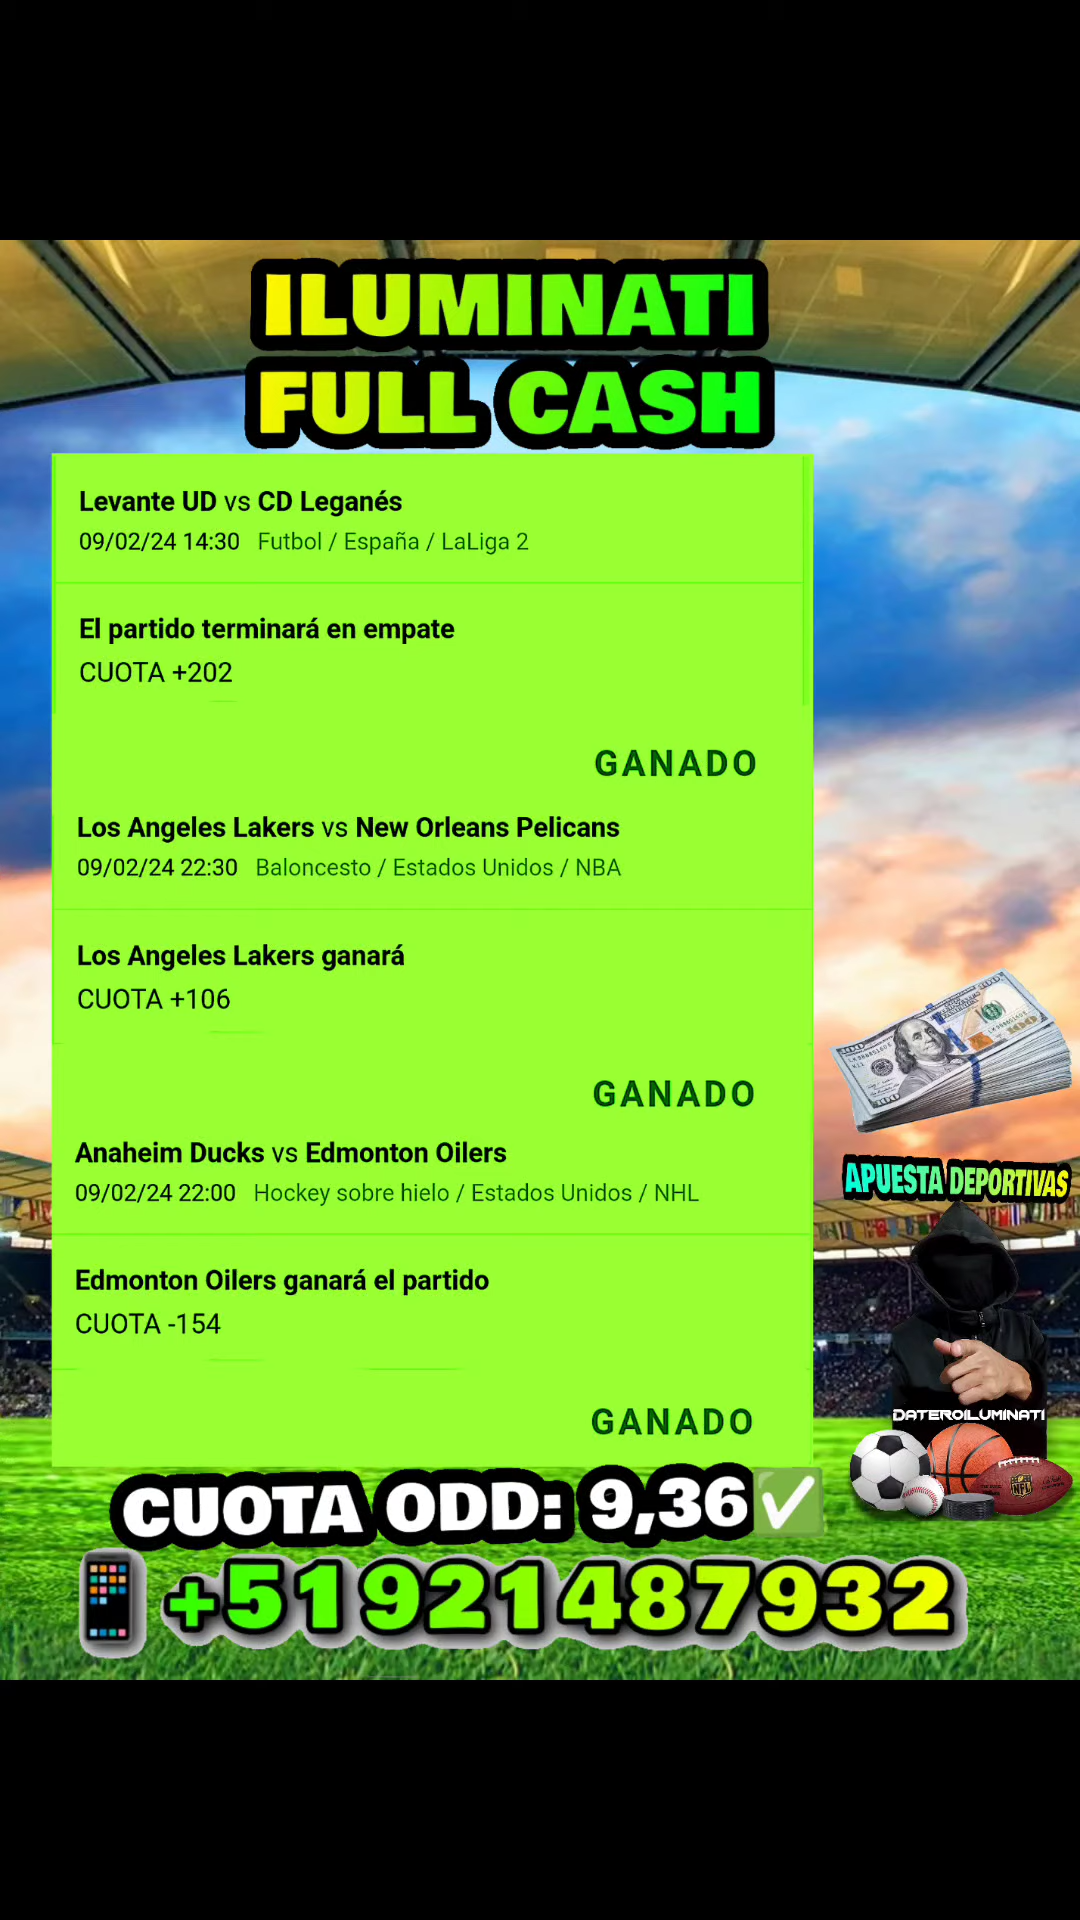 ILUMINATI
FULL CASH
Levante UD vs CD Leganés
09/02/24 14:30 Futbol / España / LaLiga 2
El partido terminará en empate
CUOTA +202
GANADO
Los Angeles Lakers vs New Orleans Pelicans
09/02/24 22:30 Baloncesto / Estados Unidos / NBA
Los Angeles Lakers ganará
CUOTA +106
GANADO
Anaheim Ducks vs Edmonton Oilers
09/02/24 22:00 Hockey sobre hielo / Estados Unidos / NHL
Edmonton Oilers ganará el partido
CUOTA -154
GANADO
APUESTA DEPORTIVAS
DATEROILUMINATI
NFL
CUOTA ODD: 9,36✅
📱+51921487932